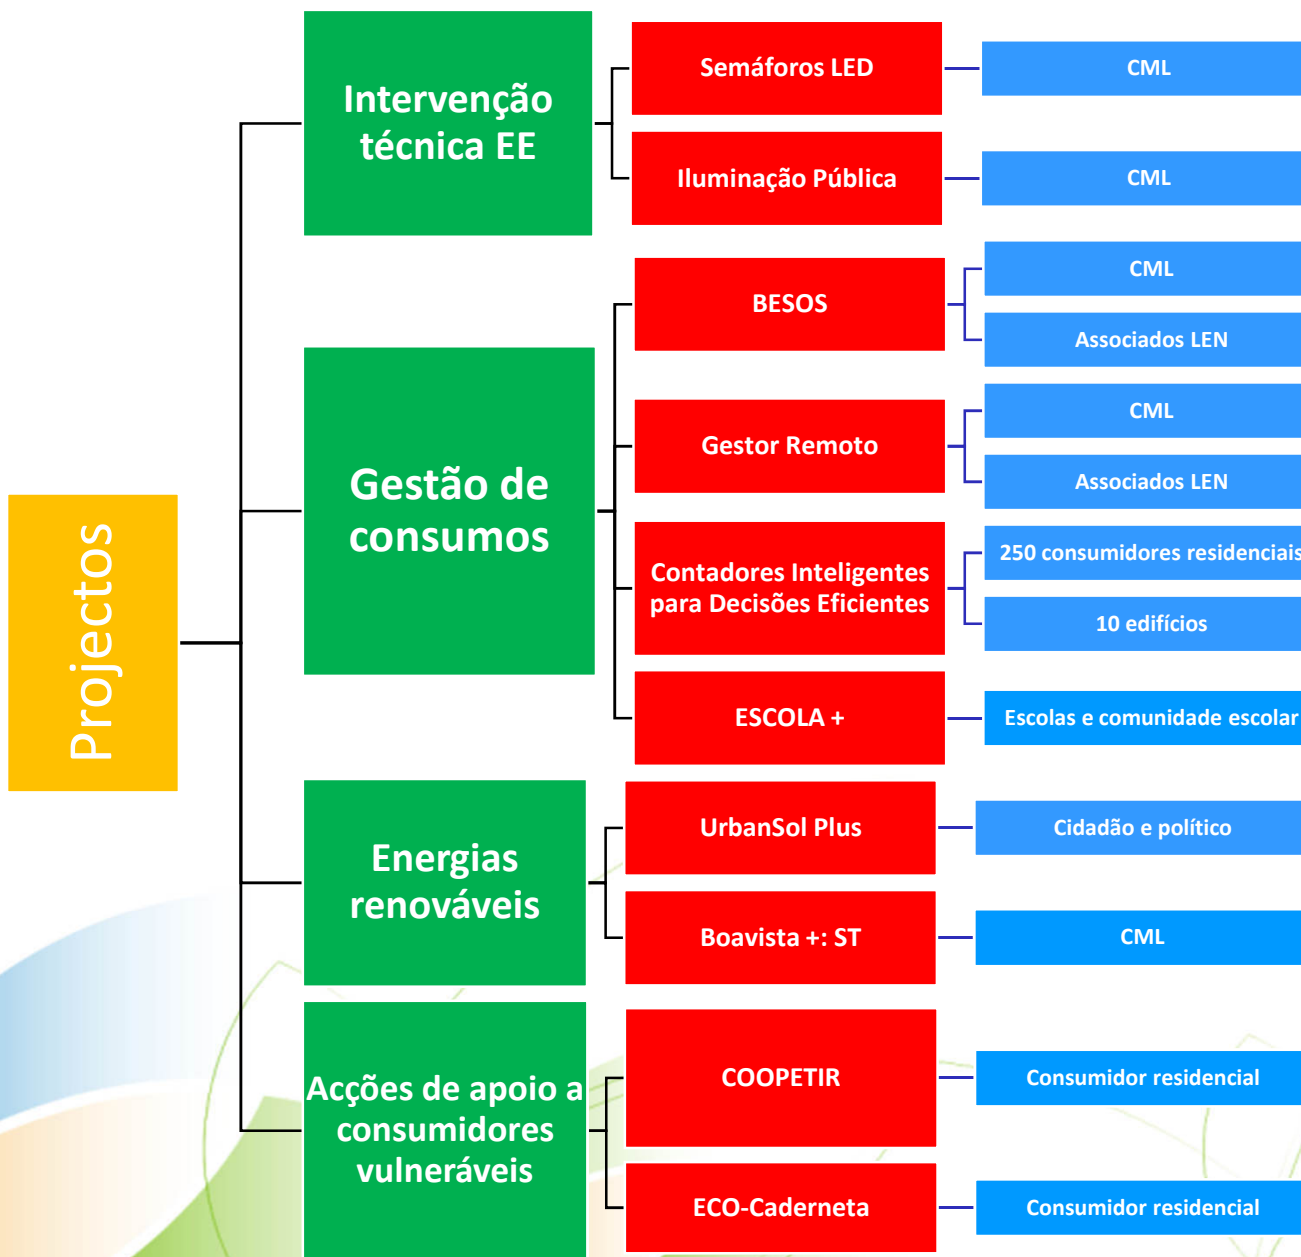 Projectos
Intervenção
técnica EE
Semáforos LED
CML
Iluminação Pública
CML
Gestão de
consumos
BESOS
CML
Associados LEN
Gestor Remoto
CML
Associados LEN
Contadores Inteligentes
para Decisões Eficientes
250 consumidores residenciais
10 edifícios
ESCOLA +
Escolas e comunidade escolar
Energias
renováveis
UrbanSol Plus
Cidadão e político
Boavista +: ST
CML
Acções de apoio a
consumidores
vulneráveis
COOPETIR
Consumidor residencial
ECO-Caderneta
Consumidor residencial